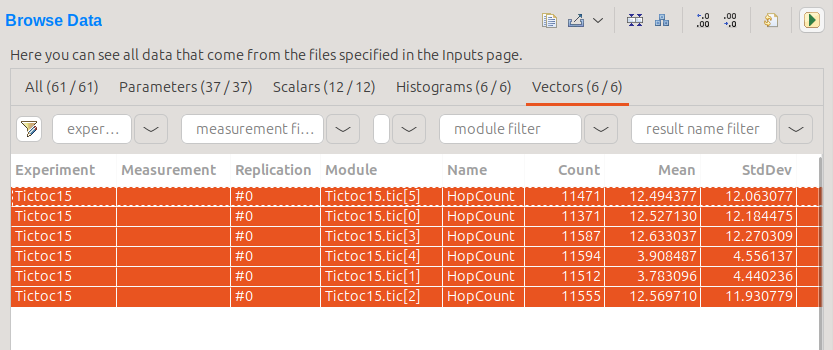 Browse Data
Here you can see all data that come from the files specified in the Inputs page.
All (61 / 61) Parameters (37 / 37) Scalars (12 / 12) Histograms (6 / 6) Vectors (6 / 6)
exper... measurement fi... module filter result name filter
Experiment Measurement Replication Module Name Count Mean StdDev
Tictoc15 #0 Tictoc15.tic[5] HopCount 11471 12.494377 12.063077
Tictoc15 #0 Tictoc15.tic[0] HopCount 11371 12.527130 12.184475
Tictoc15 #0 Tictoc15.tic[3] HopCount 11587 12.633037 12.270309
Tictoc15 #0 Tictoc15.tic[4] HopCount 11594 3.908487 4.556137
Tictoc15 #0 Tictoc15.tic[1] HopCount 11512 3.783096 4.440236
Tictoc15 #0 Tictoc15.tic[2] HopCount 11555 12.569710 11.930779